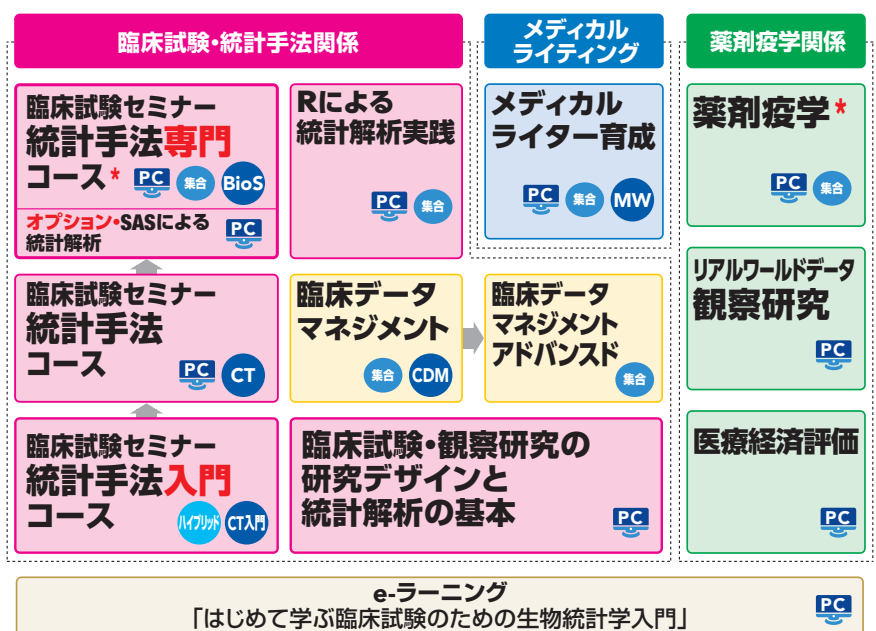 臨床試験・統計手法関係
メディカル
ライティング
薬剤疫学関係
臨床試験セミナー
統計手法専門
コース*
PC
集合
BioS
オプション・SASによる
統計解析
PC
Rによる
統計解析実践
PC
集合
メディカル
ライター育成
PC
集合
MW
薬剤疫学*
PC
集合
臨床試験セミナー
統計手法
コース
PC
CT
臨床データ
マネジメント
集合
CDM
臨床データ
マネジメント
アドバンスド
集合
リアルワールドデータ
観察研究
PC
臨床試験セミナー
統計手法入門
コース
ハイブリッド
CT入門
臨床試験・観察研究の
研究デザインと
統計解析の基本
PC
医療経済評価
PC
e-ラーニング
「はじめて学ぶ臨床試験のための生物統計学入門」
PC